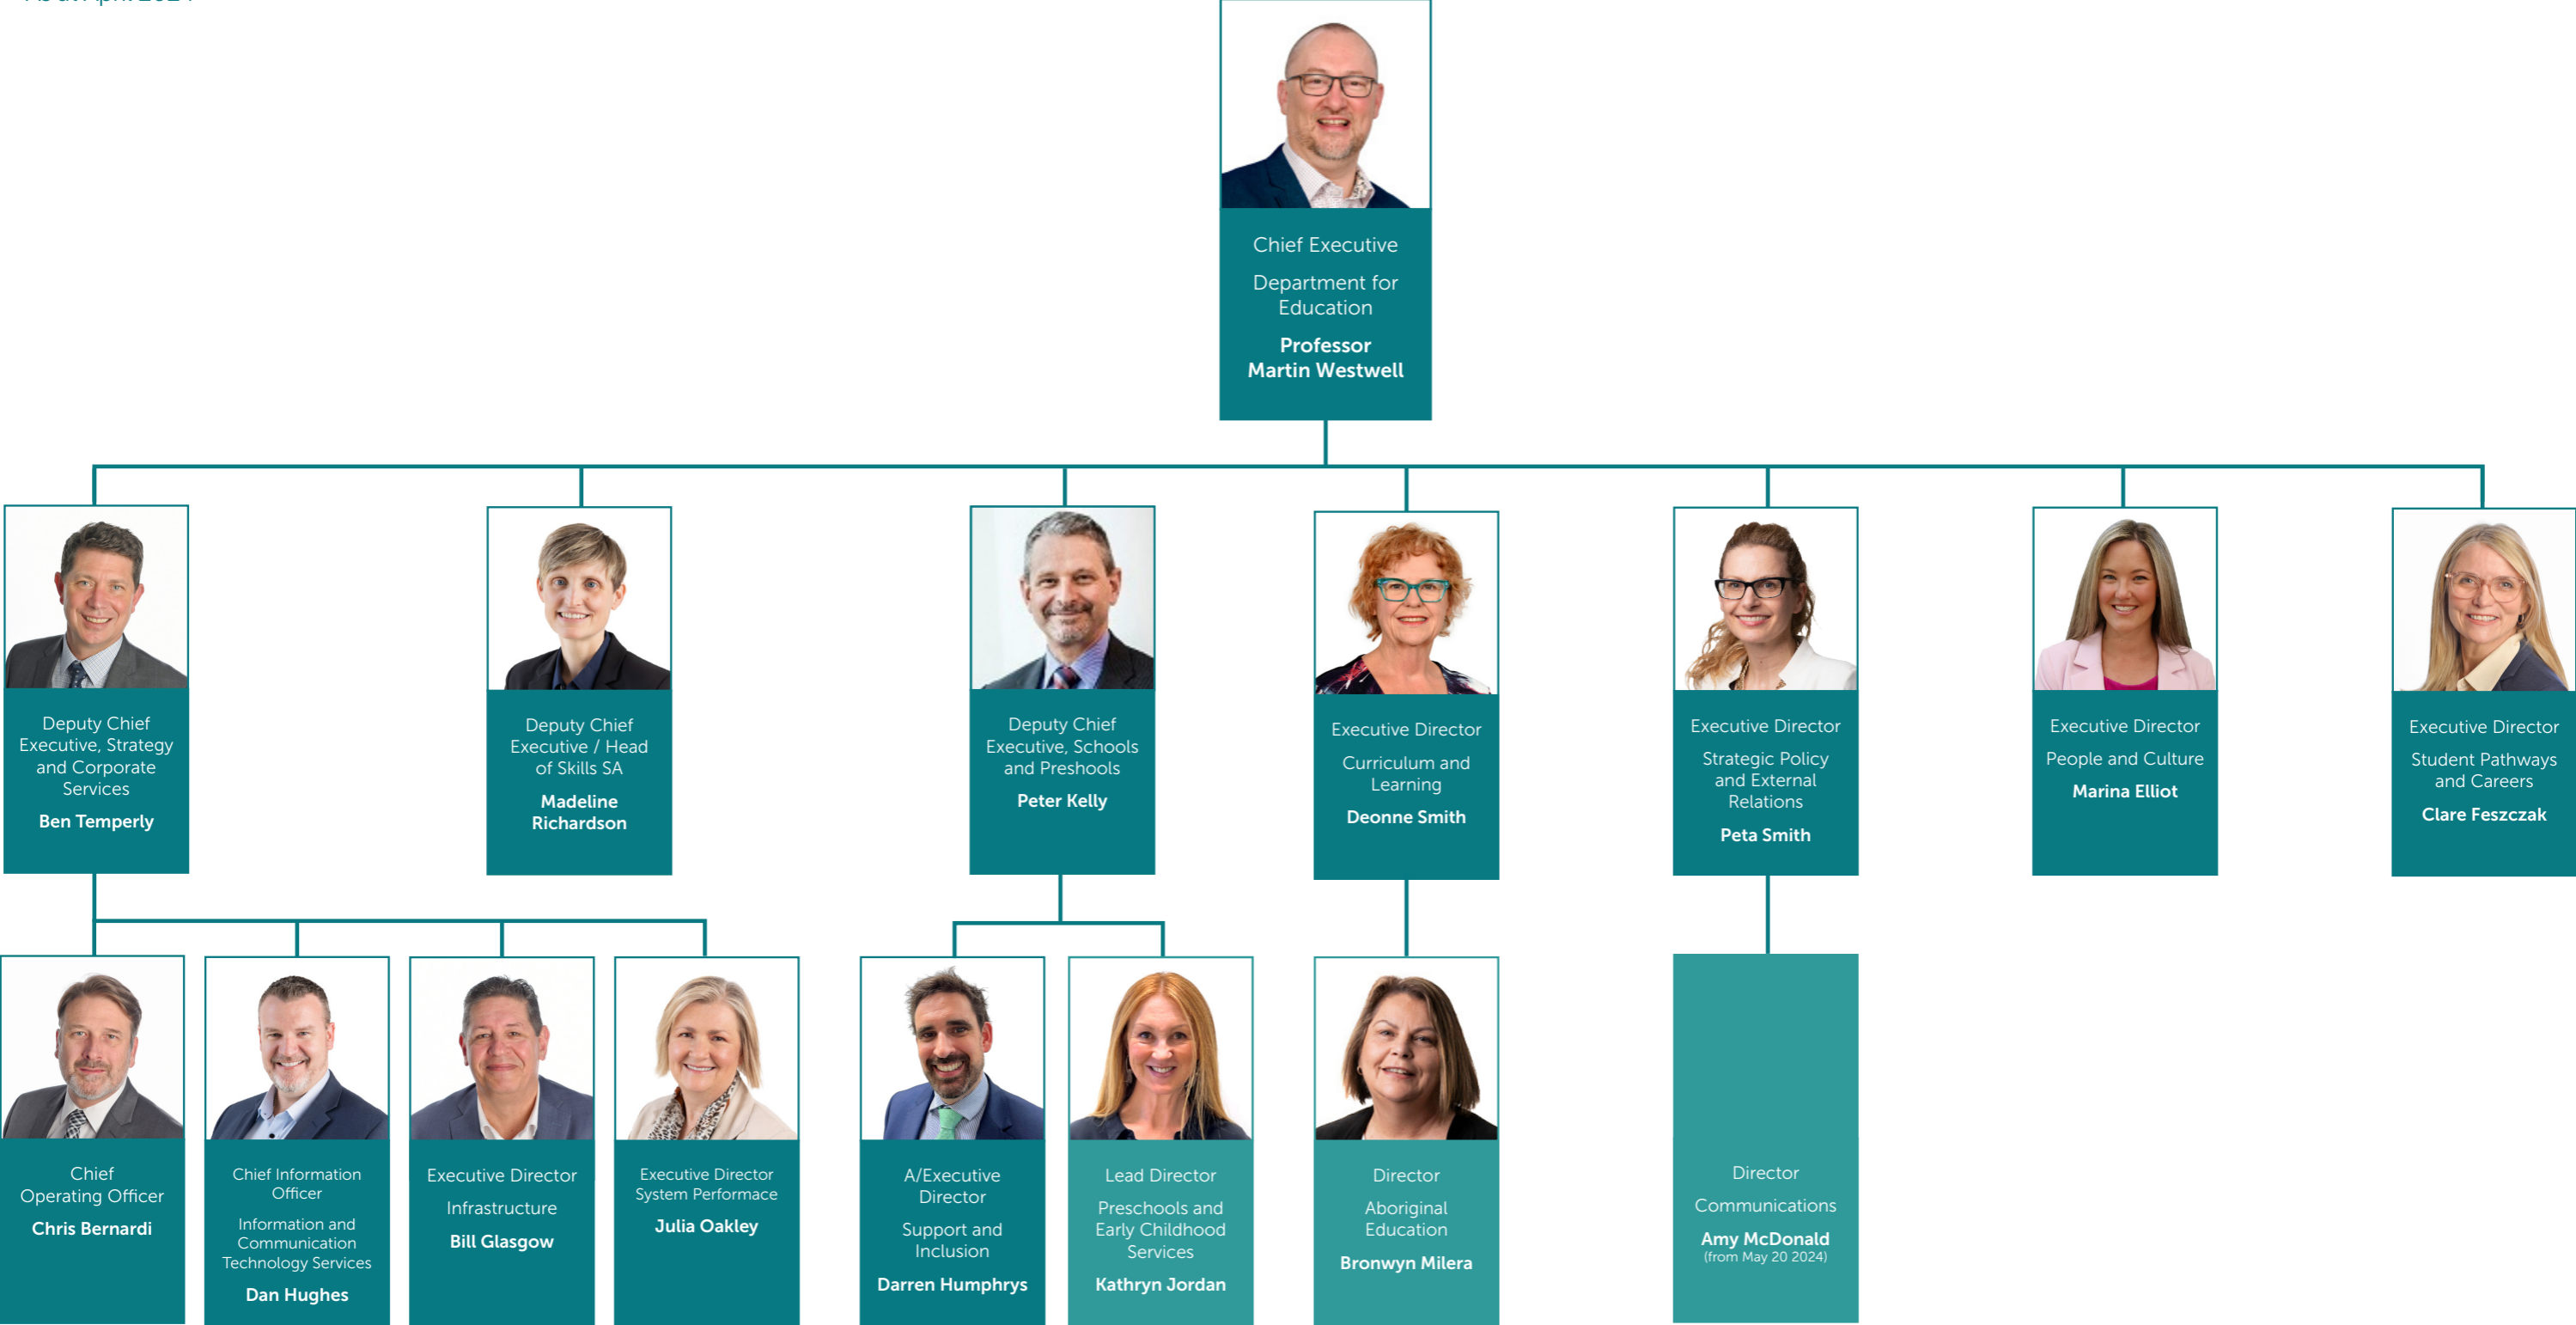 Chief Executive
Department for
Education
Professor
Martin Westwell
Deputy Chief
Executive, Strategy
and Corporate
Services
Ben Temperly
Deputy Chief
Executive / Head
of Skills SA
Madeline
Richardson
Deputy Chief
Executive, Schools
and Preshools
Peter Kelly
Executive Director
Curriculum and
Learning
Deonne Smith
Executive Director
Strategic Policy
and External
Relations
Peta Smith
Executive Director
People and Culture
Marina Elliot
Executive Director
Student Pathways
and Careers
Clare Feszczak
Chief
Operating Officer
Chris Bernardi
Chief Information
Officer
Information and
Communication
Technology Services
Dan Hughes
Executive Director
Infrastructure
Bill Glasgow
Executive Director
System Performace
Julia Oakley
A/Executive
Director
Support and
Inclusion
Darren Humphrys
Lead Director
Preschools and
Early Childhood
Services
Kathryn Jordan
Director
Aboriginal
Education
Bronwyn Milera
Director
Communications
Amy McDonald
(from May 20 2024)